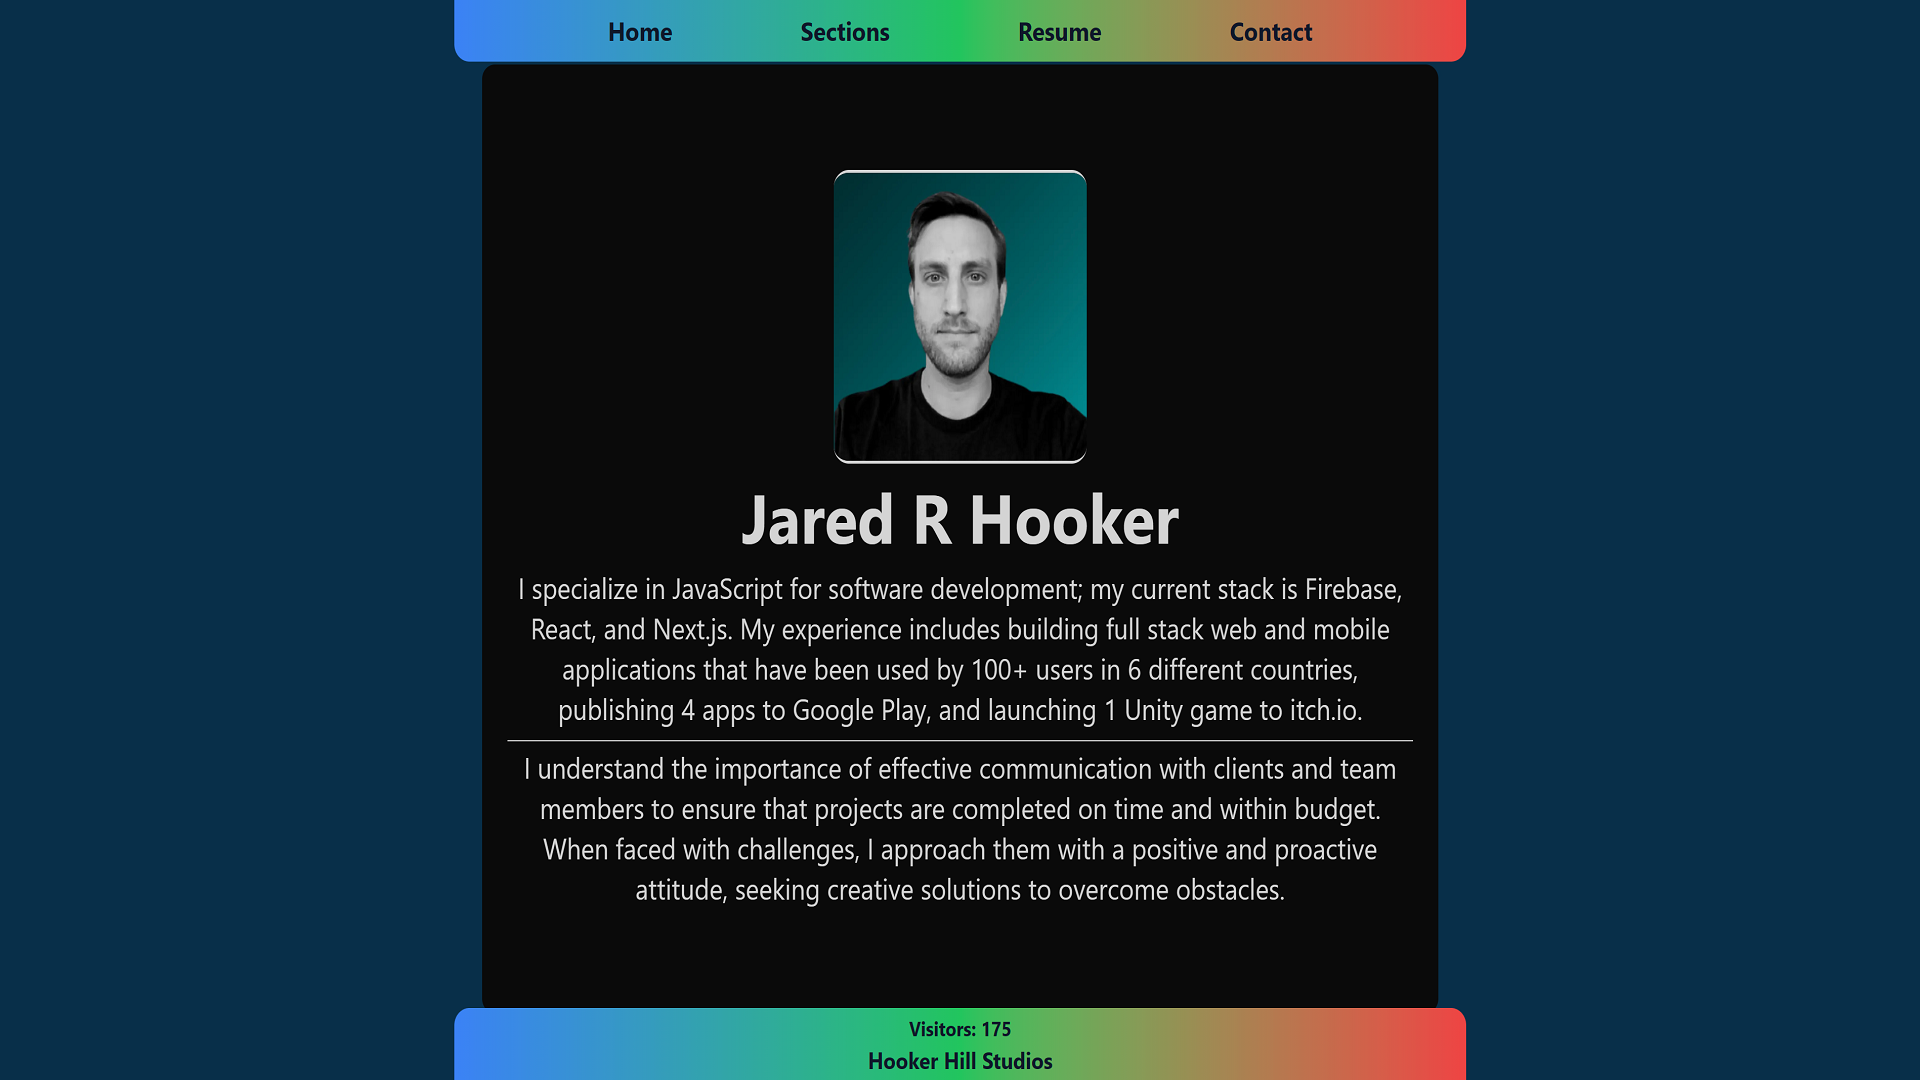 Home Sections Resume Contact
Jared R Hooker
I specialize in JavaScript for software development; my current stack is Firebase,
React, and Next.js. My experience includes building full stack web and mobile
applications that have been used by 100+ users in 6 different countries,
publishing 4 apps to Google Play, and launching 1 Unity game to itch.io.
I understand the importance of effective communication with clients and team
members to ensure that projects are completed on time and within budget.
When faced with challenges, I approach them with a positive and proactive
attitude, seeking creative solutions to overcome obstacles.
Visitors: 175
Hooker Hill Studios